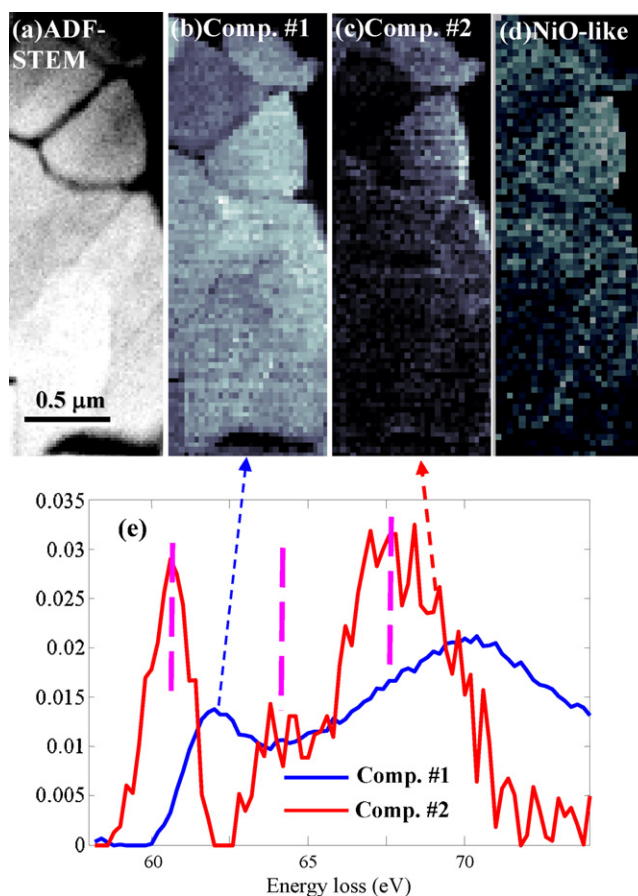 (a)ADF-
STEM
(b)Comp. #1
(c)Comp. #2
(d)NiO-like
0.5 μm
(e)
0.035
0.03
0.025
0.02
0.015
0.01
0.005
0
60
65
70
Comp. #1
Comp. #2
Energy loss (eV)